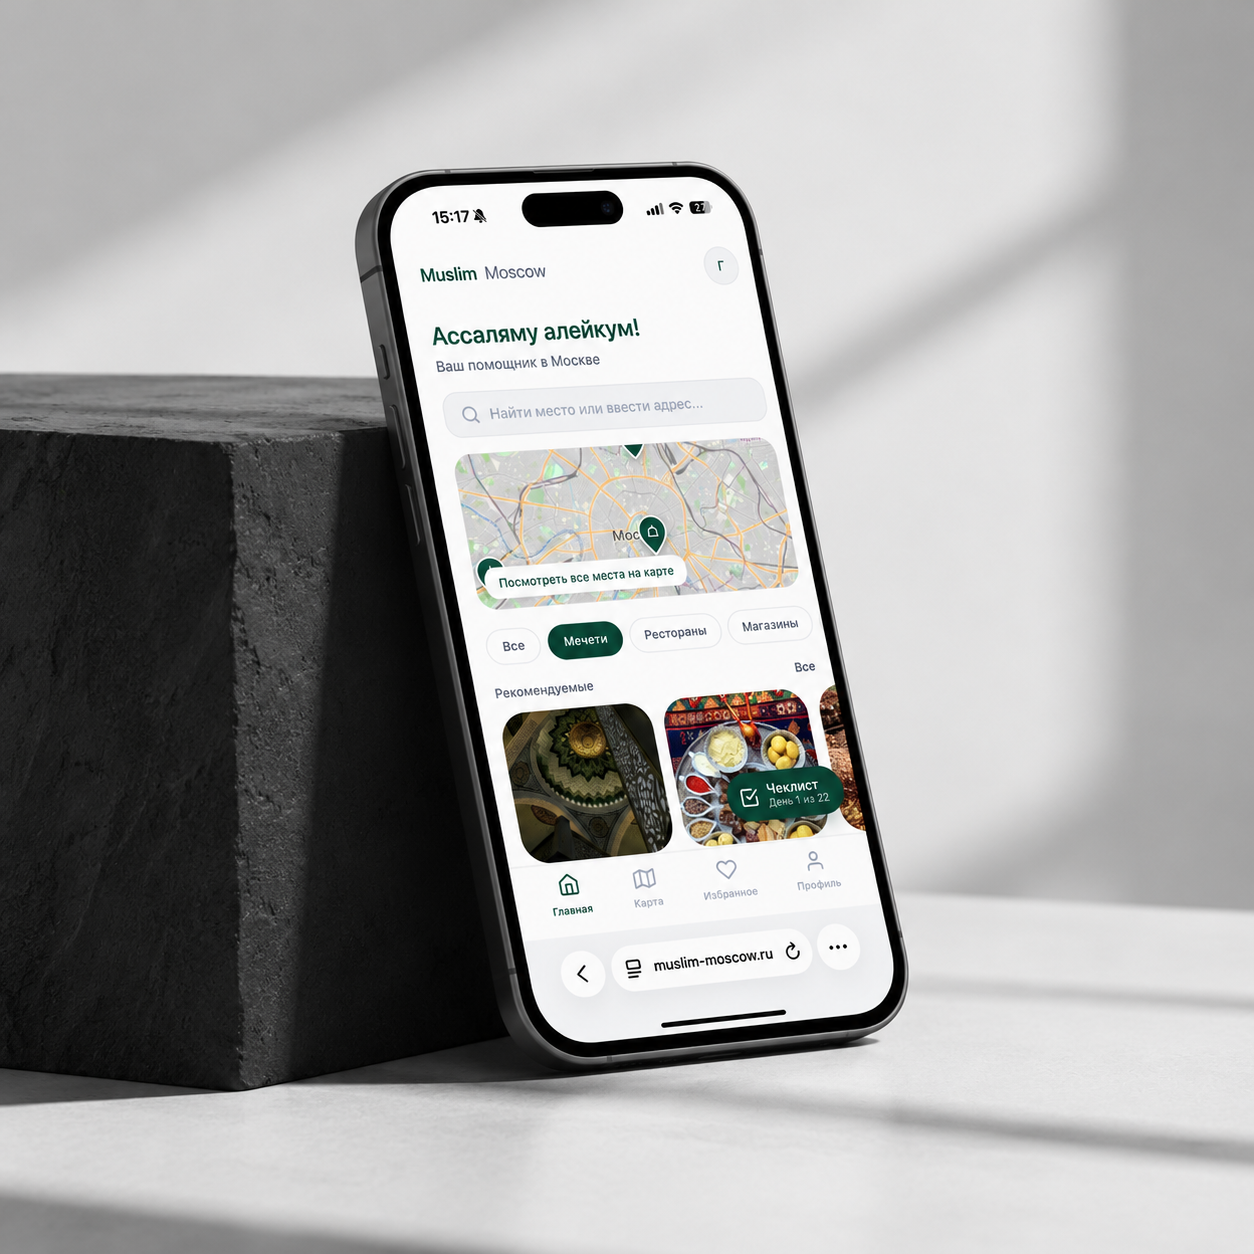 15:17
27
Muslim Moscow
Г
Ассаляму алейкум!
Ваш помощник в Москве
Найти место или ввести адрес...
Мос
Посмотреть все места на карте
Все
Мечети
Рестораны
Магазины
Рекомендуемые
Все
Чеклист
День 1 из 22
Главная
Карта
Избранное
Профиль
muslim-moscow.ru